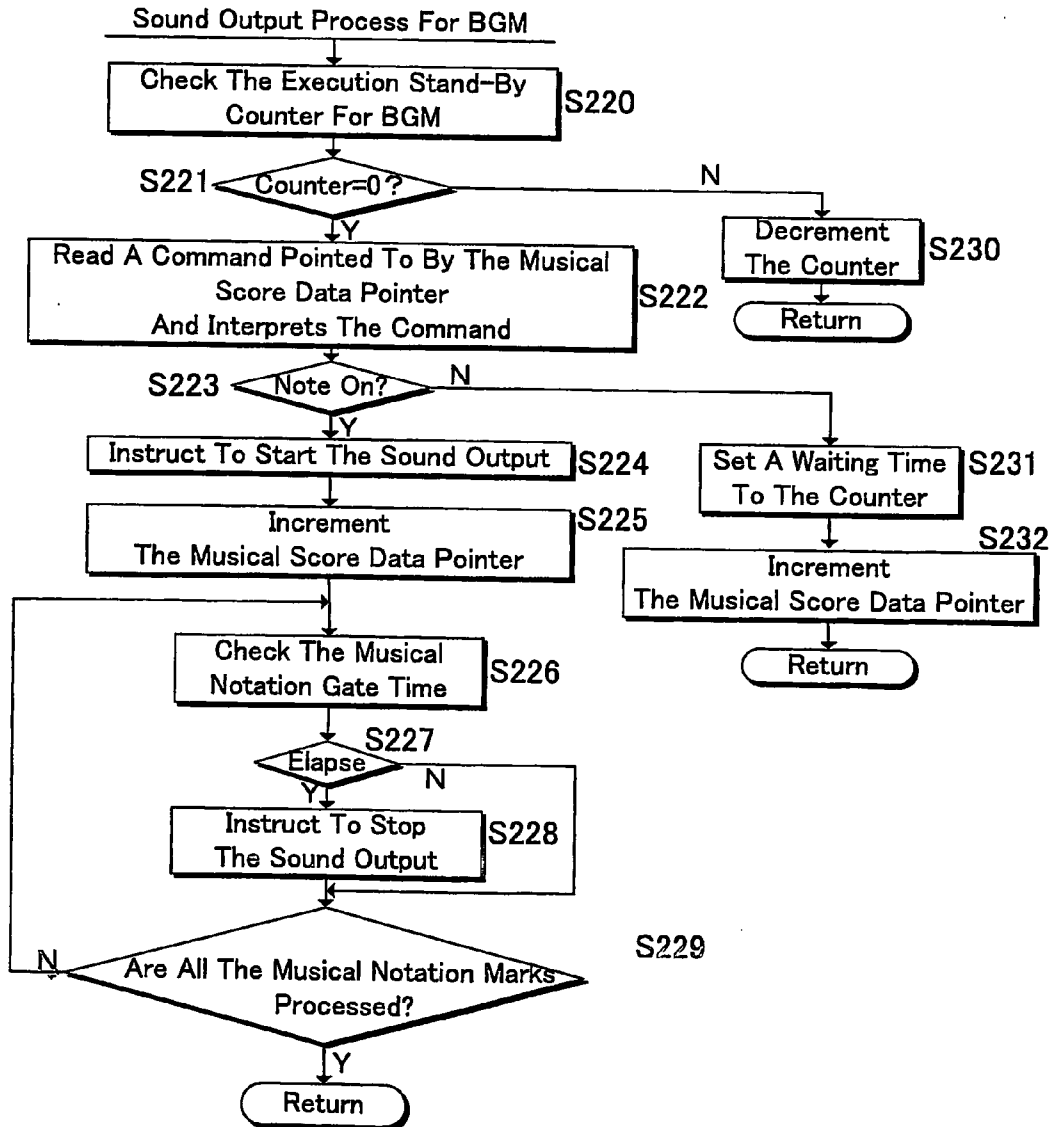 Sound Output Process For BGM
Check The Execution Stand-By
Counter For BGM
S220
S221
Counter=0?
N
Y
Decrement
The Counter
S230
Return
Read A Command Pointed To By The Musical
Score Data Pointer
And Interprets The Command
S222
S223
Note On?
N
Y
Instruct To Start The Sound Output
S224
Set A Waiting Time
To The Counter
S231
Increment
The Musical Score Data Pointer
S225
S232
Increment
The Musical Score Data Pointer
Return
Check The Musical
Notation Gate Time
S226
S227
Elapse
N
Y
Instruct To Stop
The Sound Output
S228
S229
N
Are All The Musical Notation Marks
Processed?
Y
Return